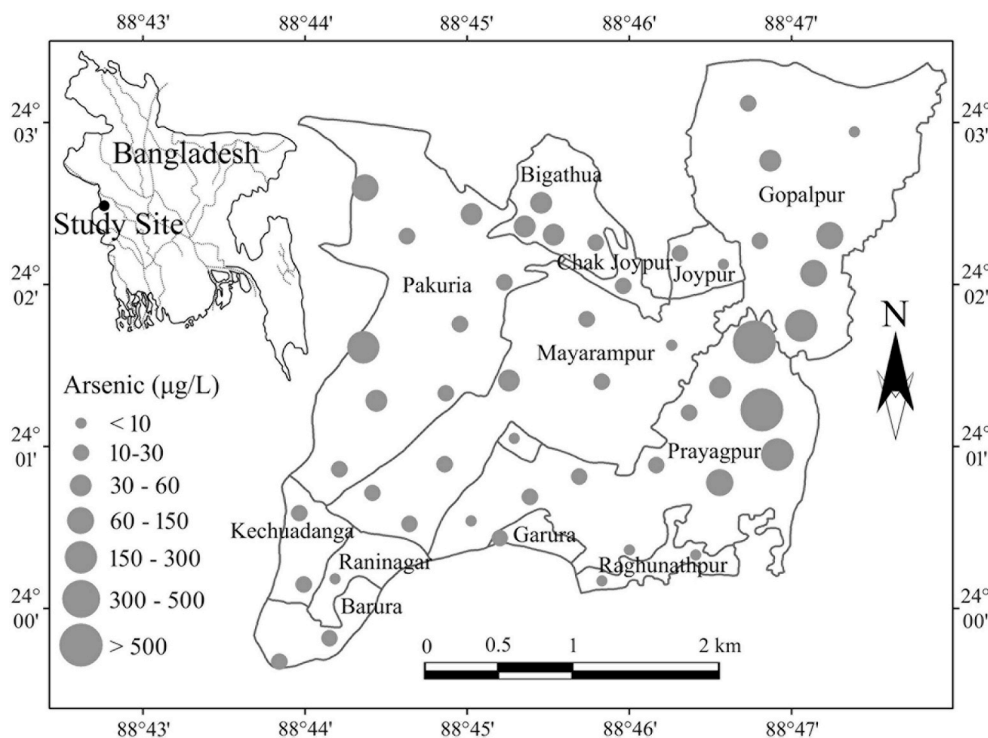 88°43' 88°44' 88°45' 88°46' 88°47'
24° 03'
24° 03'
Bangladesh
Study Site
Bigathua
Gopalpur
Chak Joypur
Joypur
24° 02'
24° 02'
Pakuria
N
Mayarampur
Arsenic (µg/L)
< 10
10-30
30 - 60
60 - 150
150 - 300
300 - 500
> 500
24° 01'
24° 01'
Prayagpur
Kechuadanga
Garura
Raninagar
Raghunathpur
Barura
24° 00'
24° 00'
0 0.5 1 2 km
88°43' 88°44' 88°45' 88°46' 88°47'